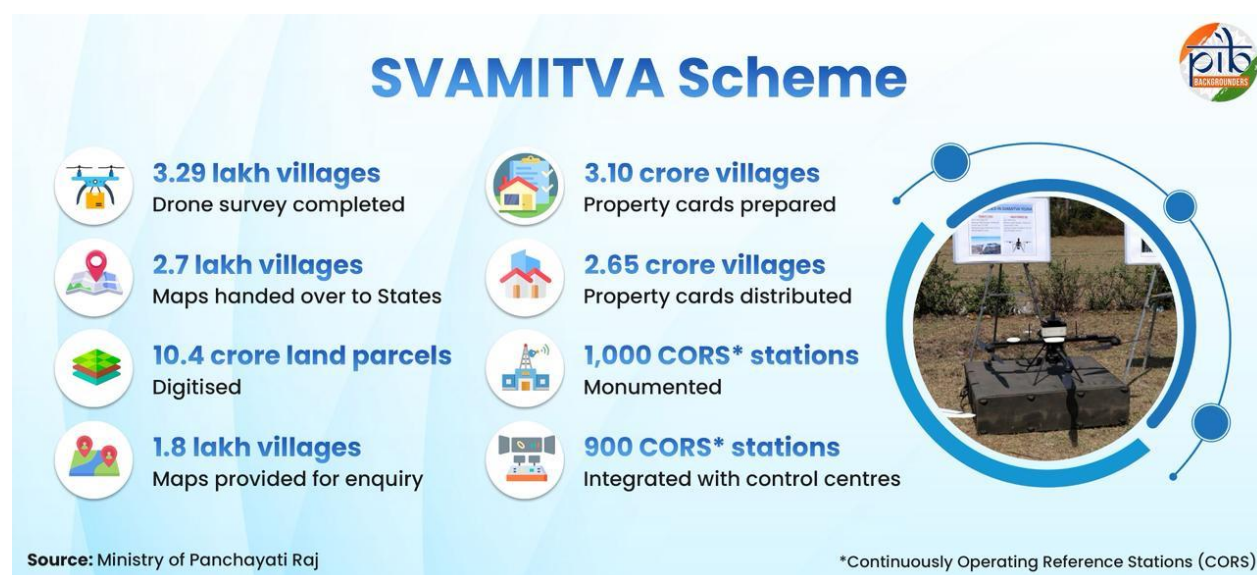 SVAMITVA Scheme
pib
BACKGROUNDERS
3.29 lakh villages
Drone survey completed
2.7 lakh villages
Maps handed over to States
10.4 crore land parcels
Digitised
1.8 lakh villages
Maps provided for enquiry
3.10 crore villages
Property cards prepared
2.65 crore villages
Property cards distributed
1,000 CORS* stations
Monumented
900 CORS* stations
Integrated with control centres
Source: Ministry of Panchayati Raj
*Continuously Operating Reference Stations (CORS)